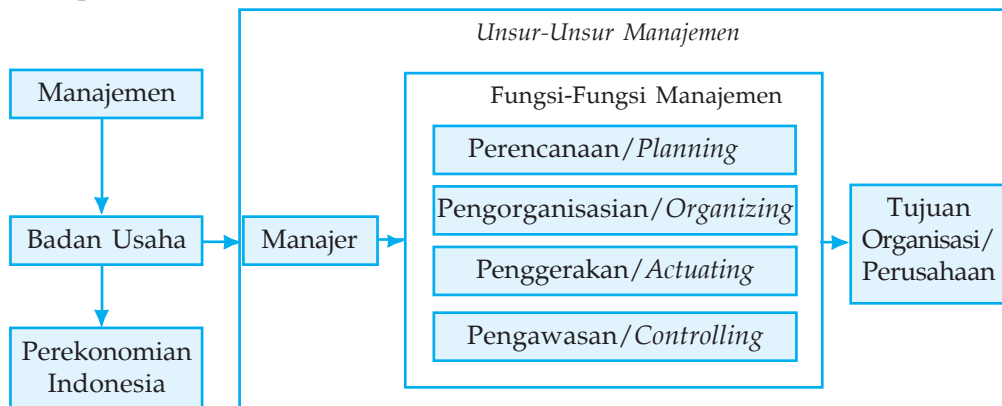 Unsur-Unsur Manajemen
Manajemen
Fungsi-Fungsi Manajemen
Perencanaan/Planning
Pengorganisasian/Organizing
Badan Usaha
Manajer
Penggerakan/Actuating
Pengawasan/Controlling
Tujuan
Organisasi/
Perusahaan
Perekonomian
Indonesia